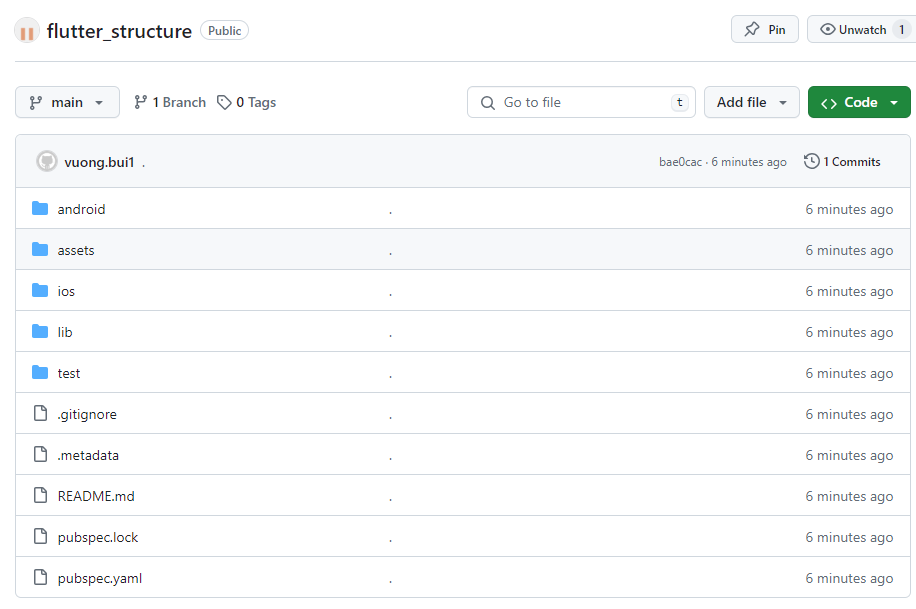 flutter_structure Public Pin Unwatch 1
main 1 Branch 0 Tags Go to file t Add file Code
vuong.bui1 . bae0cac · 6 minutes ago 1 Commits
android . 6 minutes ago
assets . 6 minutes ago
ios . 6 minutes ago
lib . 6 minutes ago
test . 6 minutes ago
.gitignore . 6 minutes ago
.metadata . 6 minutes ago
README.md . 6 minutes ago
pubspec.lock . 6 minutes ago
pubspec.yaml . 6 minutes ago